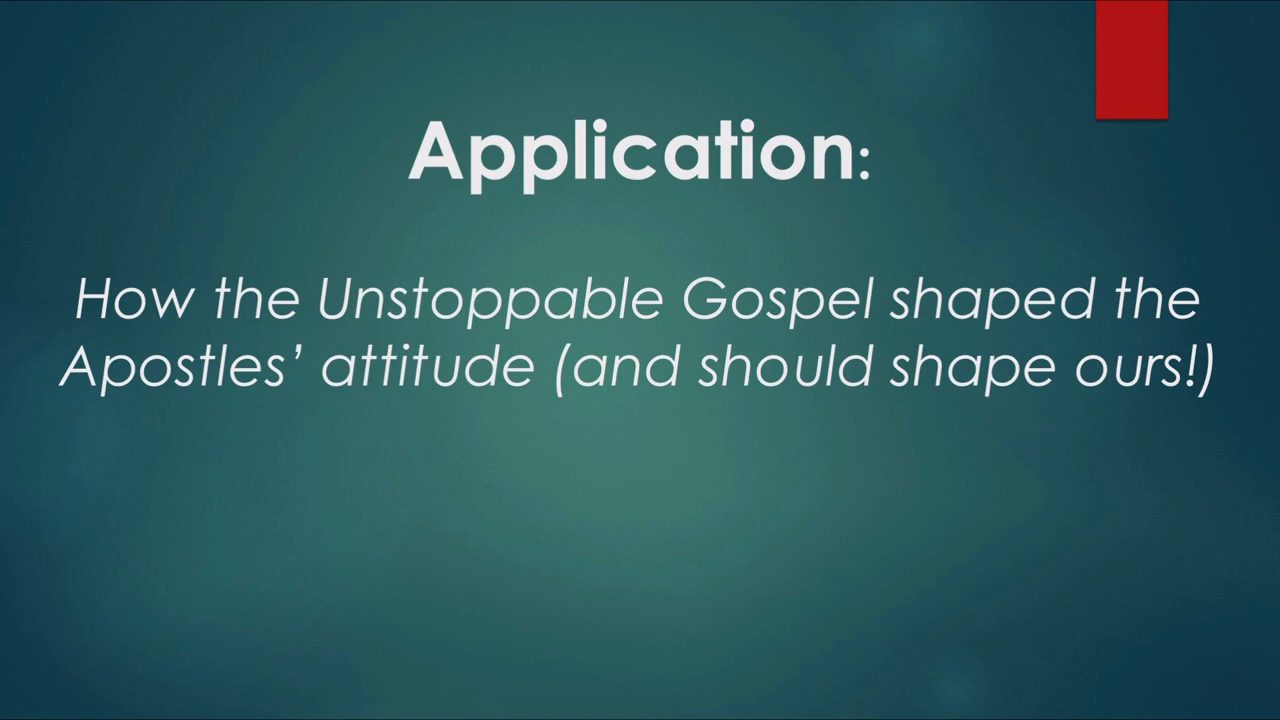 Application:
How the Unstoppable Gospel shaped the
Apostles’ attitude (and should shape ours!)